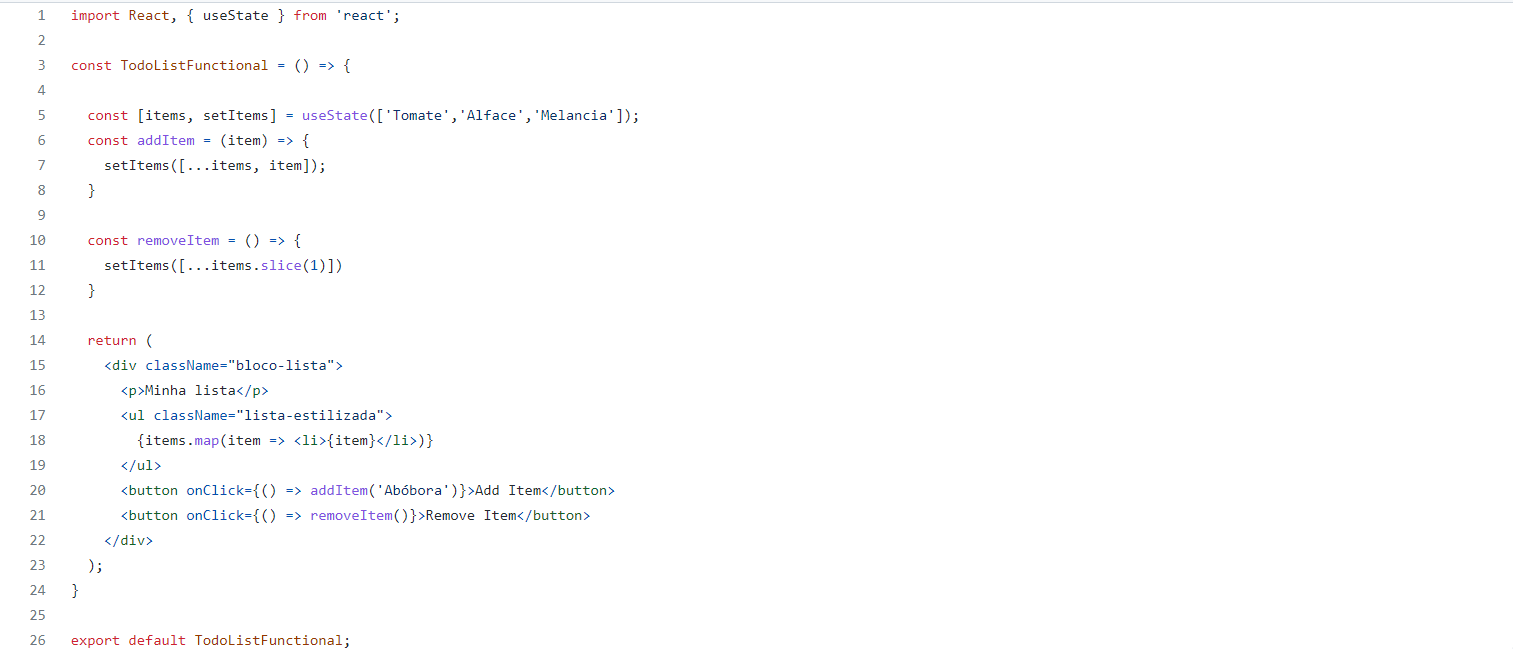 1 import React, { useState } from 'react';
2
3 const TodoListFunctional = () => {
4
5   const [items, setItems] = useState(['Tomate','Alface','Melancia']);
6   const addItem = (item) => {
7     setItems([...items, item]);
8   }
9
10   const removeItem = () => {
11     setItems([...items.slice(1)])
12   }
13
14   return (
15     <div className="bloco-lista">
16       <p>Minha lista</p>
17       <ul className="lista-estilizada">
18         {items.map(item => <li>{item}</li>)}
19       </ul>
20       <button onClick={() => addItem('Abóbora')}>Add Item</button>
21       <button onClick={() => removeItem()}>Remove Item</button>
22     </div>
23   );
24 }
25
26 export default TodoListFunctional;